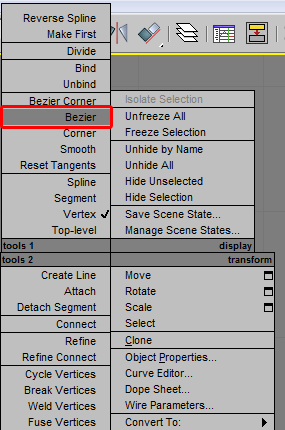 Reverse Spline
Make First
Divide
Bind
Unbind
Bezier Corner
Bezier
Corner
Smooth
Reset Tangents
Spline
Segment
Vertex ✓
Top-level
tools 1
Isolate Selection
Unfreeze All
Freeze Selection
Unhide by Name
Unhide All
Hide Unselected
Hide Selection
Save Scene State...
Manage Scene States...
display
tools 2
Create Line
Attach
Detach Segment
Connect
Refine
Refine Connect
Cycle Vertices
Break Vertices
Weld Vertices
Fuse Vertices
transform
Move
Rotate
Scale
Select
Clone
Object Properties...
Curve Editor...
Dope Sheet...
Wire Parameters...
Convert To: